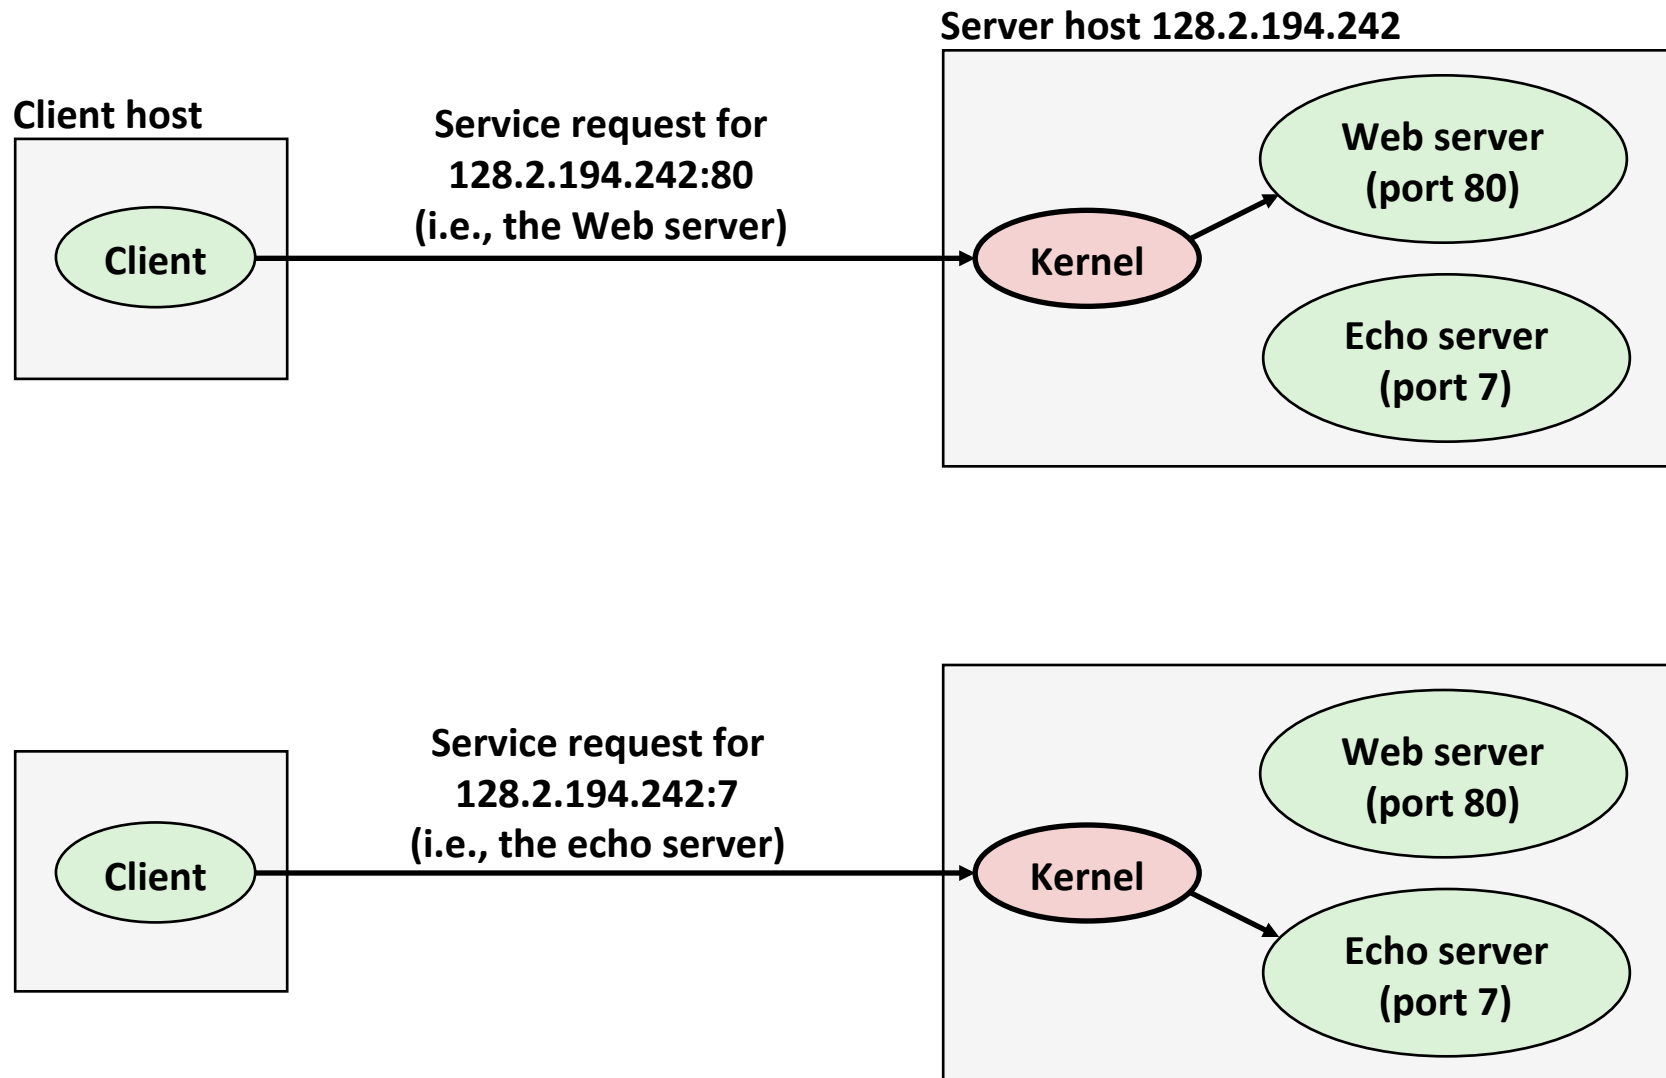 Server host 128.2.194.242
Client host
Service request for
128.2.194.242:80
(i.e., the Web server)
Client
Kernel
Web server
(port 80)
Echo server
(port 7)
Service request for
128.2.194.242:7
(i.e., the echo server)
Client
Kernel
Web server
(port 80)
Echo server
(port 7)